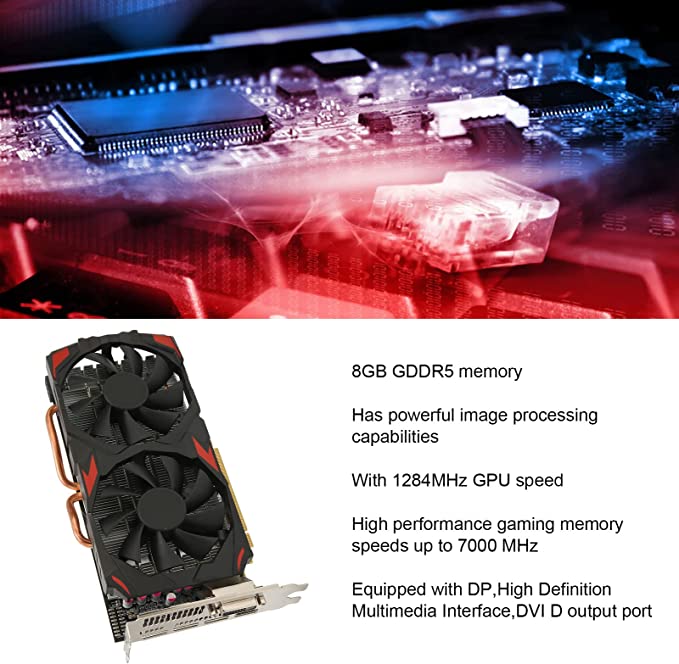 8GB GDDR5 memory
Has powerful image processing
capabilities
With 1284MHz GPU speed
High performance gaming memory
speeds up to 7000 MHz
Equipped with DP,High Definition
Multimedia Interface,DVI D output port